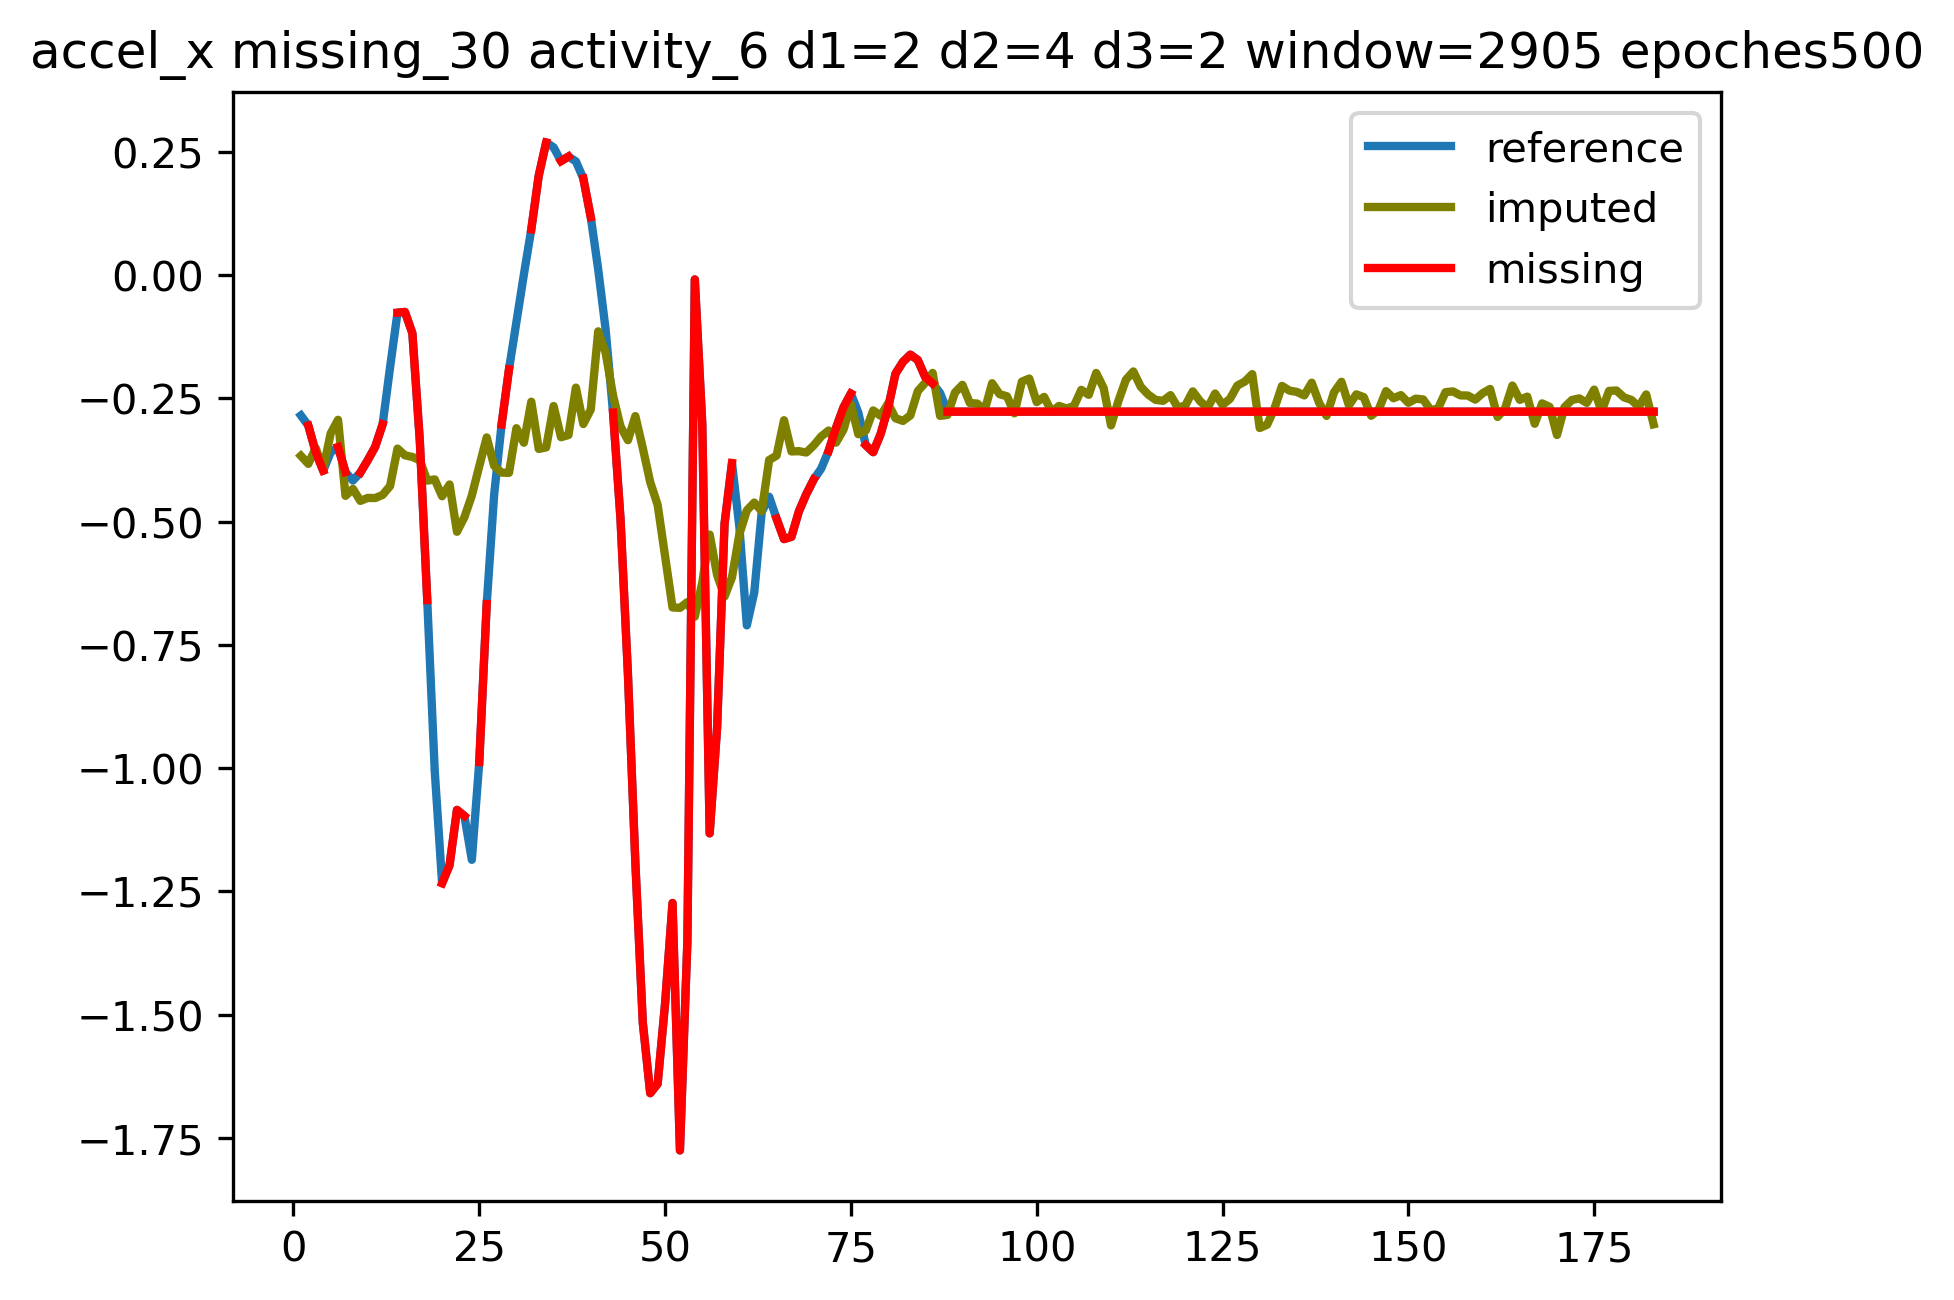 accel_x missing_30 activity_6 d1=2 d2=4 d3=2 window=2905 epoches500
reference
imputed
missing
0.25
0.00
−0.25
−0.50
−0.75
−1.00
−1.25
−1.50
−1.75
0 25 50 75 100 125 150 175